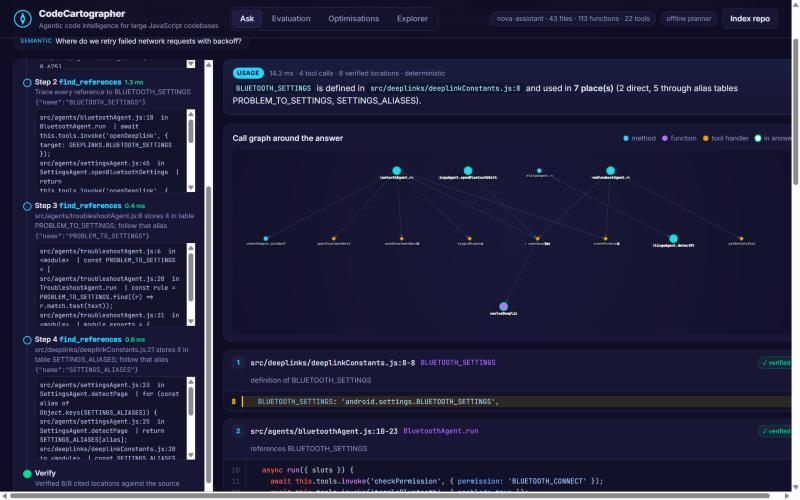 CodeCartographer
Agentic code intelligence for large JavaScript codebases
Ask
Evaluation
Optimisations
Explorer
nova-assistant · 43 files · 113 functions · 22 tools
offline planner
Index repo
SEMANTIC Where do we retry failed network requests with backoff?
Step 2 find_references 1.3 ms
Trace every reference to BLUETOOTH_SETTINGS
{"name":"BLUETOOTH_SETTINGS"}
src/agents/bluetoothAgent.js:18 in
BluetoothAgent.run | await
this.tools.invoke('openDeeplink', {
target: DEEPLINKS.BLUETOOTH_SETTINGS
});
src/agents/settingsAgent.js:45 in
SettingsAgent.openBluetoothSettings |
return
this.tools.invoke('openDeeplink', {
Step 3 find_references 0.4 ms
src/agents/troubleshootAgent.js:8 stores it in table
PROBLEM_TO_SETTINGS; follow that alias
{"name":"PROBLEM_TO_SETTINGS"}
src/agents/troubleshootAgent.js:6 in
<module> | const PROBLEM_TO_SETTINGS
= [
src/agents/troubleshootAgent.js:28 in
TroubleshootAgent.run | const rule =
PROBLEM_TO_SETTINGS.find((r) =>
r.match.test(text));
src/agents/troubleshootAgent.js:31 in
<module> | module.exports = {
Step 4 find_references 0.8 ms
src/deeplinks/deeplinkConstants.js:21 stores it in
table SETTINGS_ALIASES; follow that alias
{"name":"SETTINGS_ALIASES"}
src/agents/settingsAgent.js:23 in
SettingsAgent.detectPage | for (const
alias of
Object.keys(SETTINGS_ALIASES)) {
src/agents/settingsAgent.js:25 in
SettingsAgent.detectPage | return
SETTINGS_ALIASES[alias];
src/deeplinks/deeplinkConstants.js:20
in <module> | const SETTINGS_ALIASES
Verify
Verified 8/8 cited locations against the source
USAGE 14.3 ms · 4 tool calls · 8 verified locations · deterministic
BLUETOOTH_SETTINGS is defined in src/deeplinks/deeplinkConstants.js:8 and used in 7 place(s) (2 direct, 5 through alias tables
PROBLEM_TO_SETTINGS, SETTINGS_ALIASES).
Call graph around the answer
method
function
tool handler
in answer
1 src/deeplinks/deeplinkConstants.js:8-8 BLUETOOTH_SETTINGS
✓ verified
definition of BLUETOOTH_SETTINGS
8 BLUETOOTH_SETTINGS: 'android.settings.BLUETOOTH_SETTINGS',
2 src/agents/bluetoothAgent.js:10-23 BluetoothAgent.run
✓ verified
references BLUETOOTH_SETTINGS
10 async run({ slots }) {
11 await this.tools.invoke('checkPermission', { permission: 'BLUETOOTH_CONNECT' });